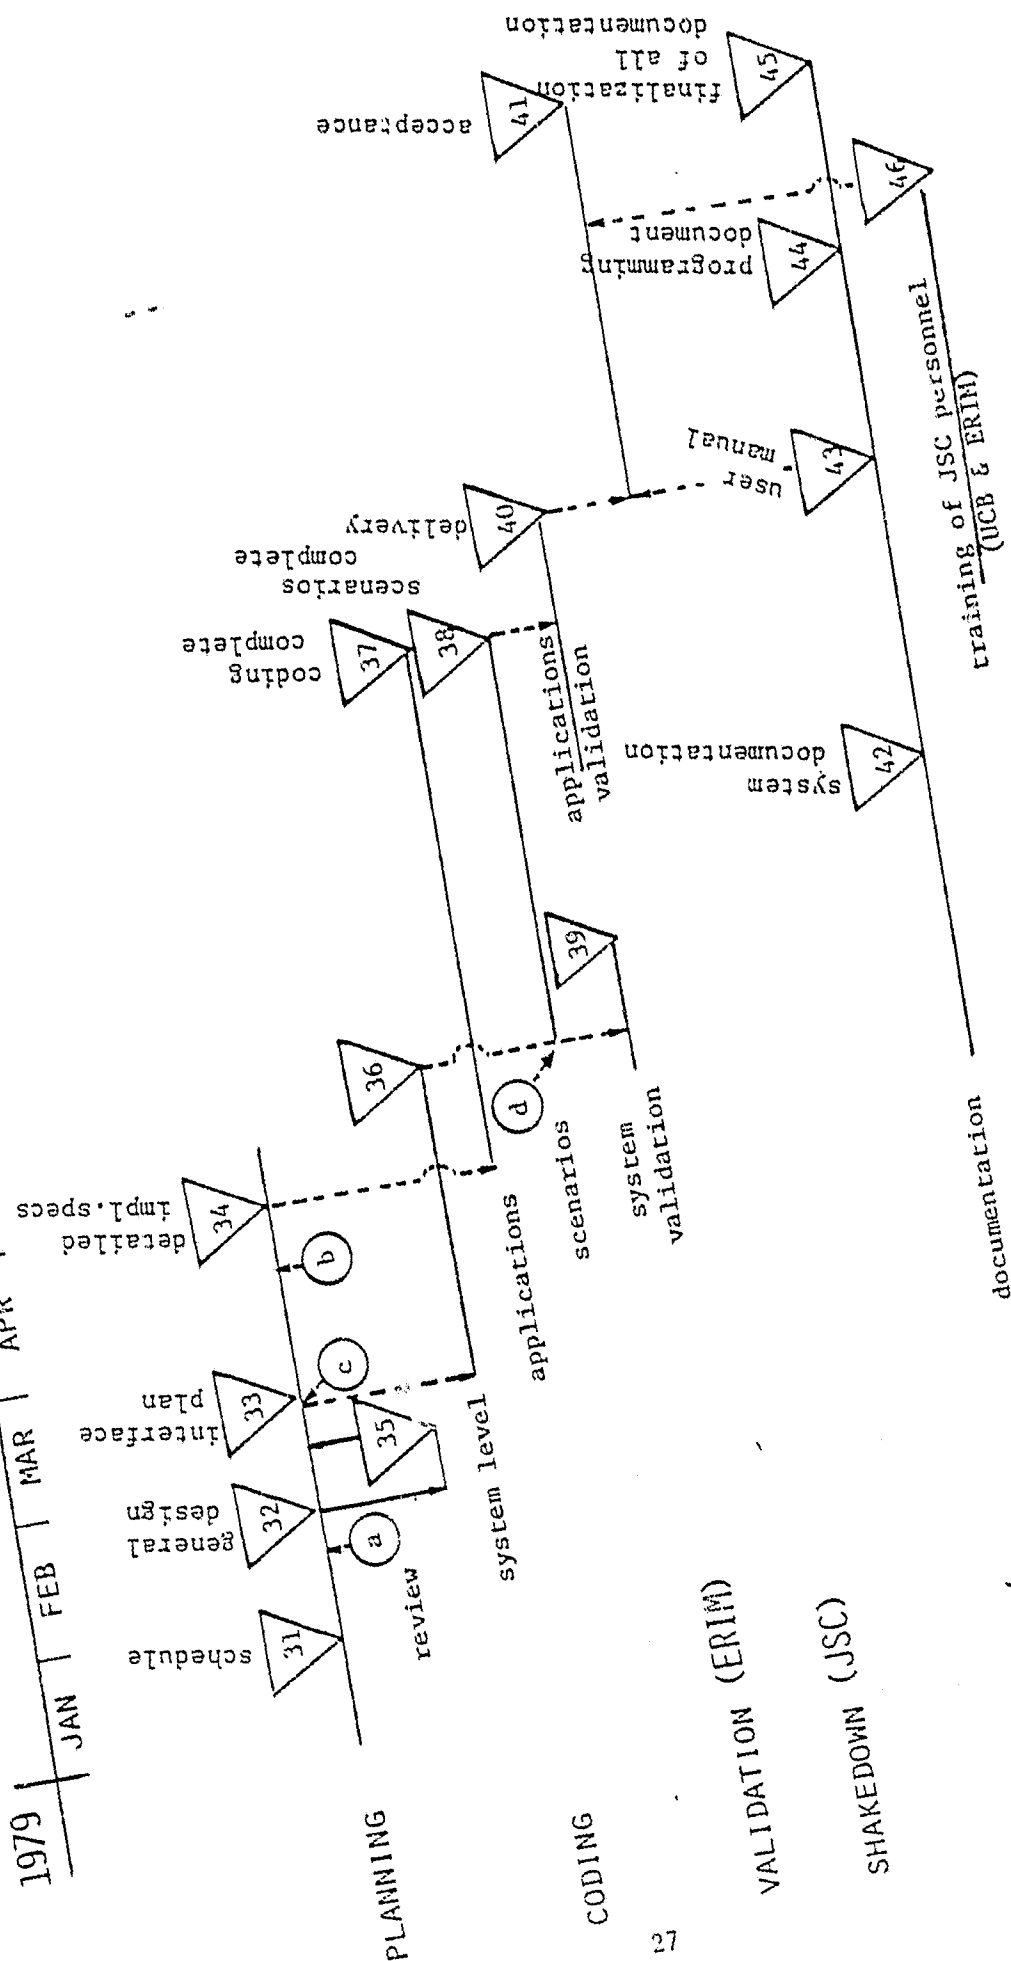 1979
JAN | FEB | MAR | APR |
PLANNING
schedule
31
general
design
32
interface
plan
33
detailed
impl.specs
34
a
c
b
review
35
CODING
system level
36
applications
coding
complete
37
scenarios
scenarios
complete
38
d
VALIDATION (ERIM)
system
validation
39
applications
validation
delivery
40
SHAKEDOWN (JSC)
acceptance
41
documentation
system
documentation
42
user
manual
43
programming
document
44
finalization
of all
documentation
45
training of JSC personnel
(UCB & ERIM)
46
27